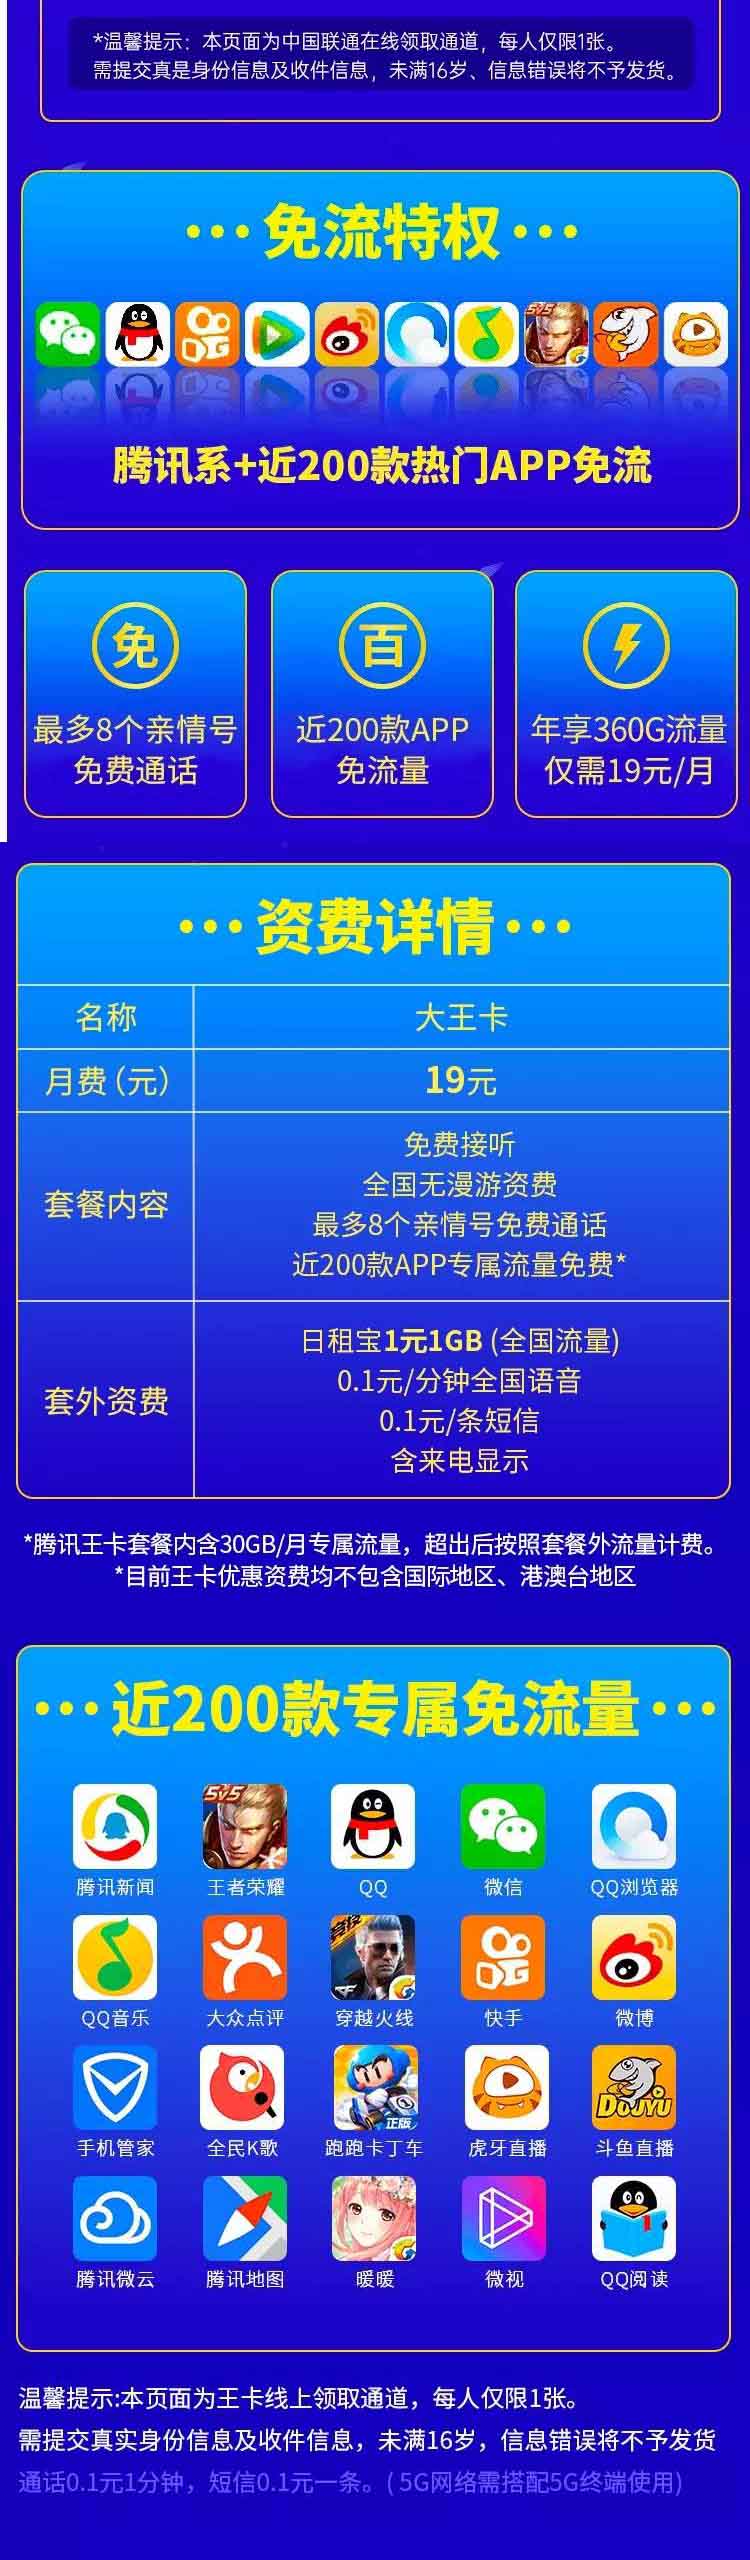 *温馨提示：本页面为中国联通在线领取通道，每人仅限1张。
需提交真是身份信息及收件信息，未满16岁、信息错误将不予发货。
···免流特权···
5V5
腾讯系+近200款热门APP免流
免
最多8个亲情号
免费通话
百
近200款APP
免流量
年享360G流量
仅需19元/月
···资费详情···
名称
大王卡
月费（元）
19元
套餐内容
免费接听
全国无漫游资费
最多8个亲情号免费通话
近200款APP专属流量免费*
套外资费
日租宝1元1GB (全国流量)
0.1元/分钟全国语音
0.1元/条短信
含来电显示
*腾讯王卡套餐内含30GB/月专属流量，超出后按照套餐外流量计费。
*目前王卡优惠资费均不包含国际地区、港澳台地区
···近200款专属免流量···
5V5
腾讯新闻 王者荣耀 QQ 微信 QQ浏览器
竞技
QQ音乐 大众点评 穿越火线 快手 微博
正版 DOUYU
手机管家 全民K歌 跑跑卡丁车 虎牙直播 斗鱼直播
腾讯微云 腾讯地图 暖暖 微视 QQ阅读
温馨提示:本页面为王卡线上领取通道，每人仅限1张。
需提交真实身份信息及收件信息，未满16岁，信息错误将不予发货
通话0.1元1分钟，短信0.1元一条。( 5G网络需搭配5G终端使用)